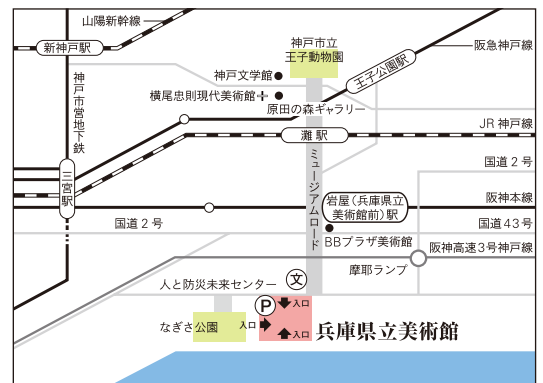 山陽新幹線
新神戸駅
神戸市立
王子動物園
阪急神戸線
神戸文学館
王子公園駅
横尾忠則現代美術館
原田の森ギャラリー
神戸市営地下鉄
JR 神戸線
灘 駅
ミュージアムロード
国道 2 号
三宮駅
岩屋（兵庫県立
美術館前）駅
阪神本線
国道 2 号
国道 43号
BBプラザ美術館
阪神高速3号神戸線
摩耶ランプ
人と防災未来センター
文
P
入口
なぎさ公園
入口
入口
兵庫県立美術館